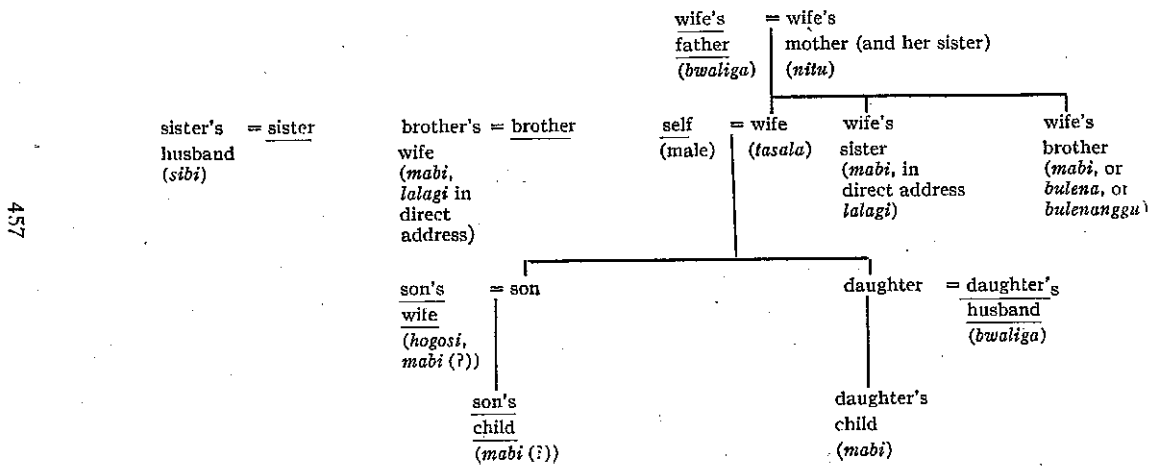 wife's = wife's
father mother (and her sister)
(bwaliga) (nitu)
sister's = sister brother's = brother self = wife wife's wife's
husband wife (male) (tasala) sister brother
(sibi) (mabi, (mabi, in (mabi, or
lalagi in direct address bulena, or
direct lalagi) bulenanggu)
address)
457
son's = son daughter = daughter's
wife husband
(hogosi, (bwaliga)
mabi (?))
son's daughter's
child child
(mabi (?)) (mabi)